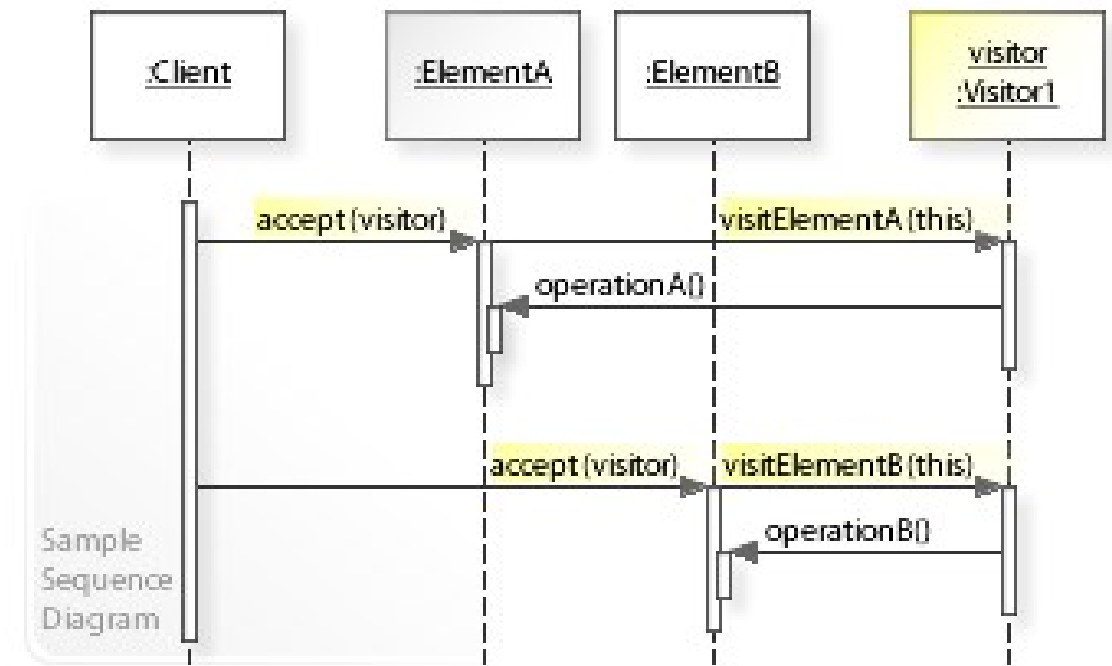 :Client
:ElementA
:ElementB
visitor
:Visitor1
accept(visitor)
visitElementA(this)
operationA()
accept(visitor)
visitElementB(this)
operationB()
Sample
Sequence
Diagram